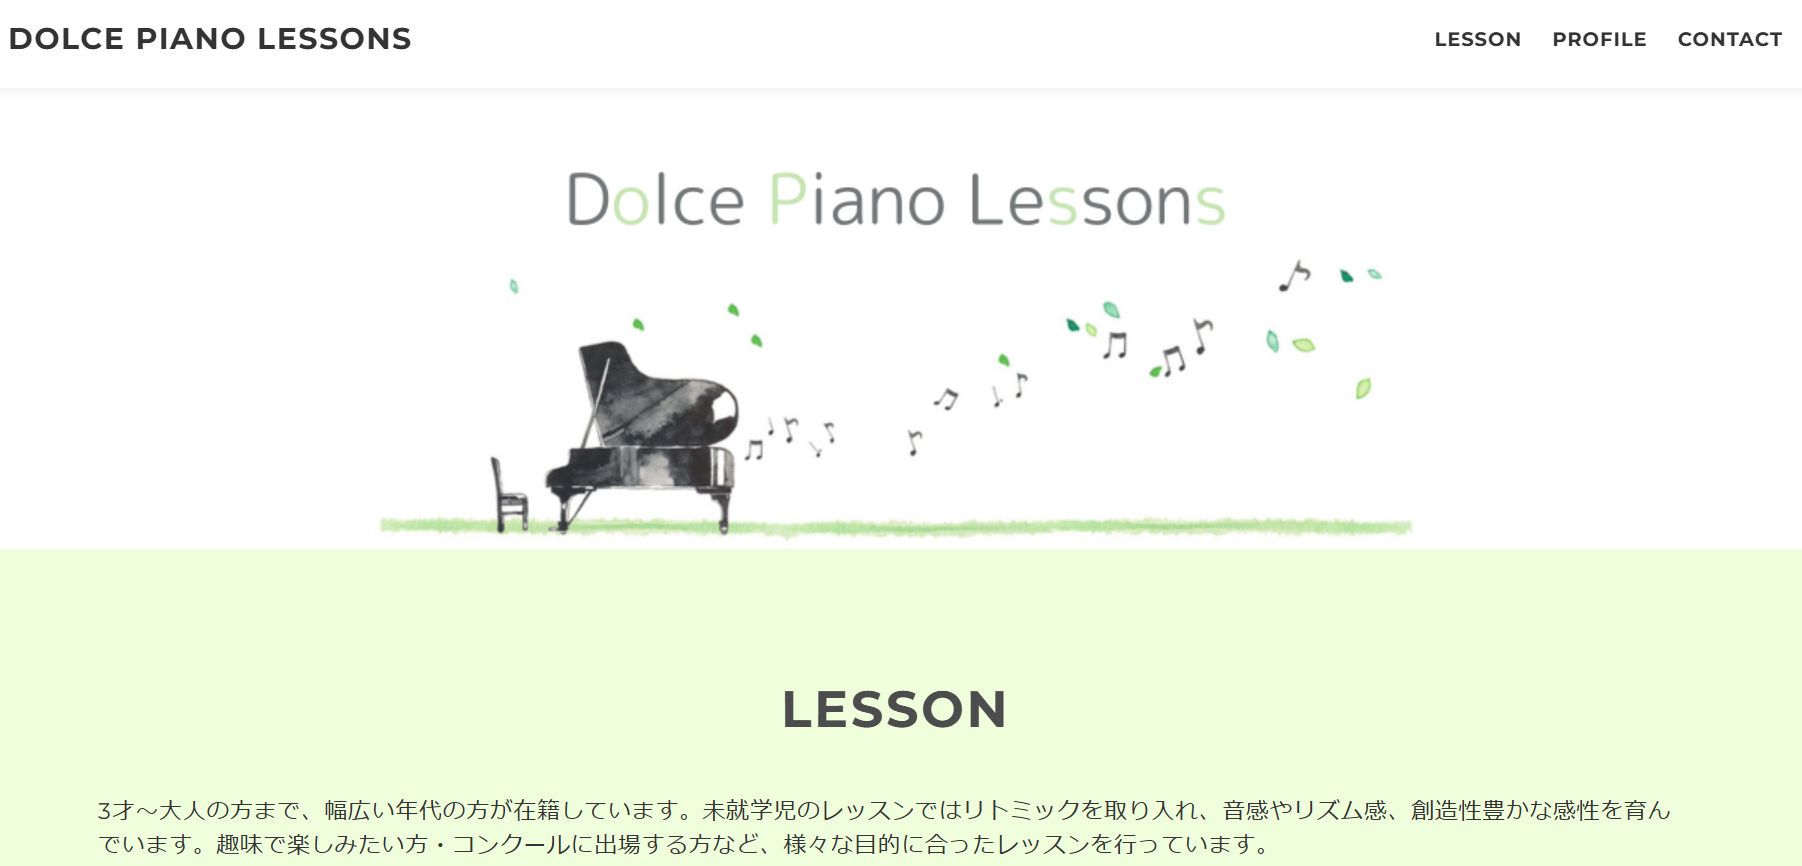 DOLCE PIANO LESSONS
LESSON PROFILE CONTACT
Dolce Piano Lessons
LESSON
3才～大人の方まで、幅広い年代の方が在籍しています。未就学児のレッスンではリトミックを取り入れ、音感やリズム感、創造性豊かな感性を育ん
でいます。趣味で楽しみたい方・コンクールに出場する方など、様々な目的に合ったレッスンを行っています。